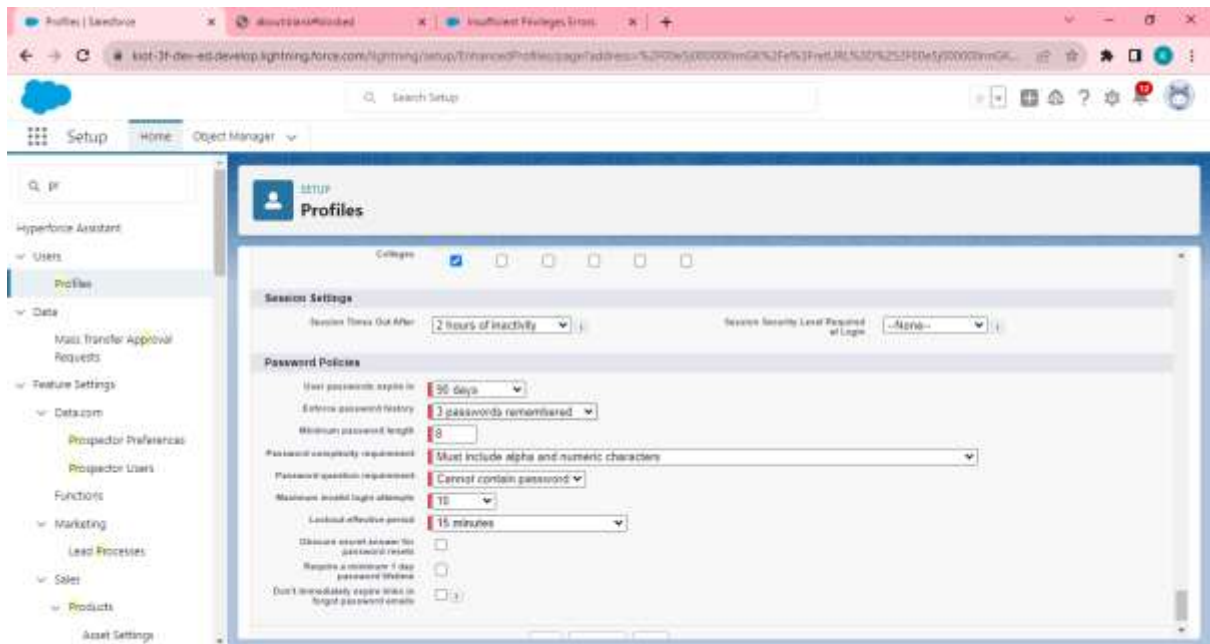 Profiles | Salesforce
about:blank#blocked
Insufficient Privileges Errors
Search Setup
Setup
Home
Object Manager
pr
SETUP
Profiles
Hyperforce Assistant
Users
Profiles
Data
Mass Transfer Approval
Requests
Feature Settings
Data.com
Prospector Preferences
Prospector Users
Functions
Marketing
Lead Processes
Sales
Products
Asset Settings
Colleges
Session Settings
Session Times Out After
2 hours of inactivity
Session Security Level Required
at Login
--None--
Password Policies
User passwords expire in
90 days
Enforce password history
3 passwords remembered
Minimum password length
8
Password complexity requirement
Must include alpha and numeric characters
Password question requirement
Cannot contain password
Maximum invalid login attempts
10
Lockout effective period
15 minutes
Obscure secret answer for
password resets
Require a minimum 1 day
password lifetime
Don't immediately expire links in
forgot password emails